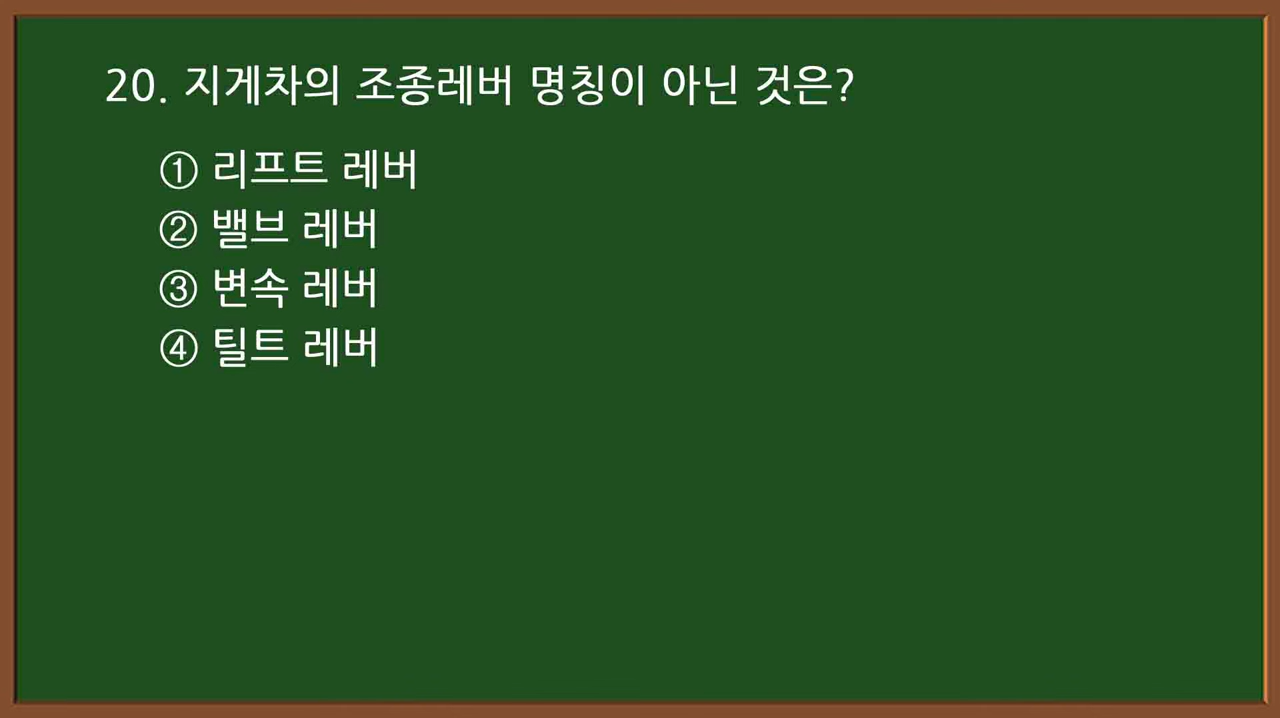 20. 지게차의 조종레버 명칭이 아닌 것은?
① 리프트 레버
② 밸브 레버
③ 변속 레버
④ 틸트 레버